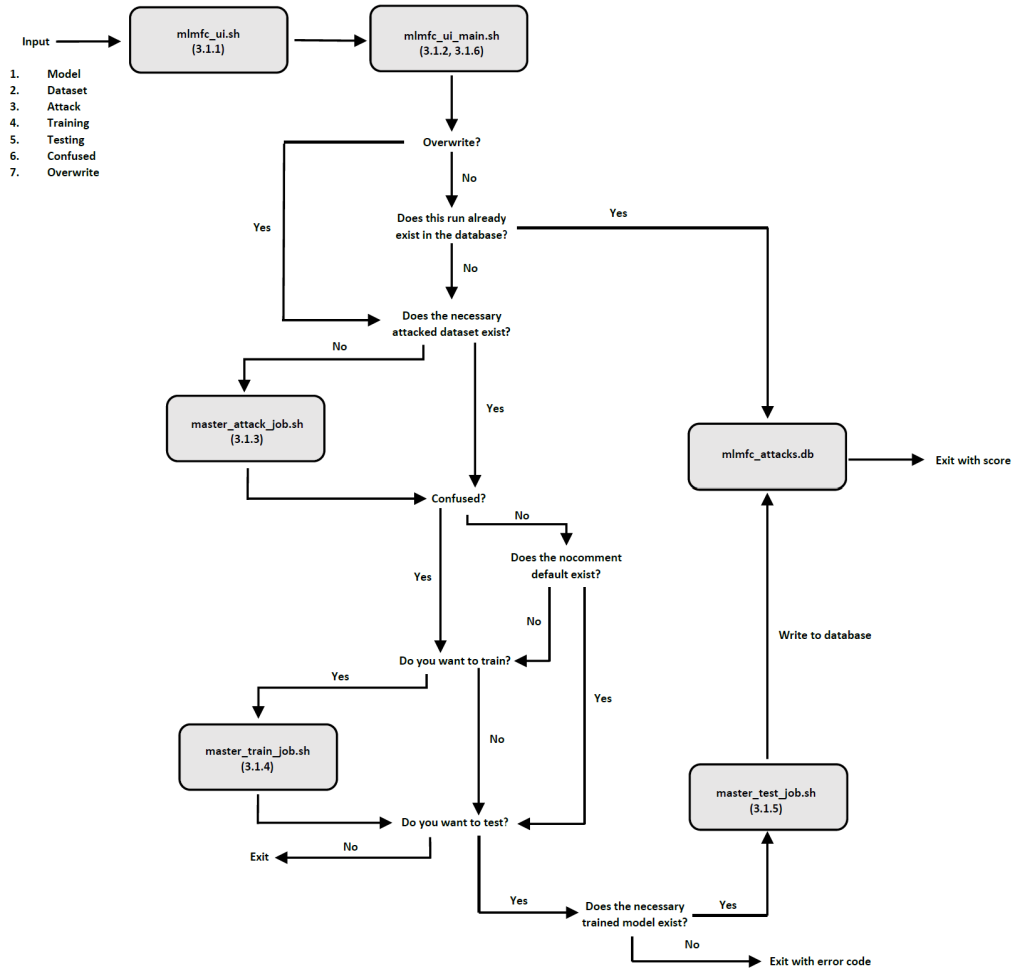 Input
1. Model
2. Dataset
3. Attack
4. Training
5. Testing
6. Confused
7. Overwrite
mlmfc_ui.sh
(3.1.1)
mlmfc_ui_main.sh
(3.1.2, 3.1.6)
Overwrite?
No
Yes
Does this run already
exist in the database?
Yes
No
Does the necessary
attacked dataset exist?
No
Yes
master_attack_job.sh
(3.1.3)
mlmfc_attacks.db
Exit with score
Confused?
No
Does the nocomment
default exist?
Yes
No
Yes
Write to database
Do you want to train?
Yes
No
master_train_job.sh
(3.1.4)
master_test_job.sh
(3.1.5)
Do you want to test?
No
Exit
Yes
Does the necessary
trained model exist?
Yes
No
Exit with error code